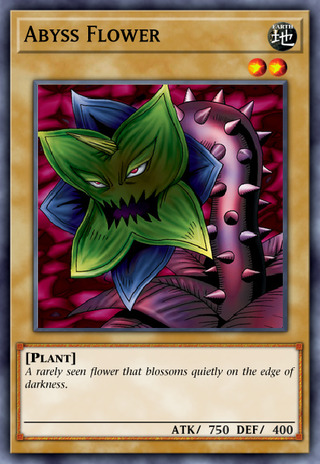 Abyss Flower
EARTH
地
[Plant]
A rarely seen flower that blossoms quietly on the edge of
darkness.
ATK/ 750 DEF/ 400